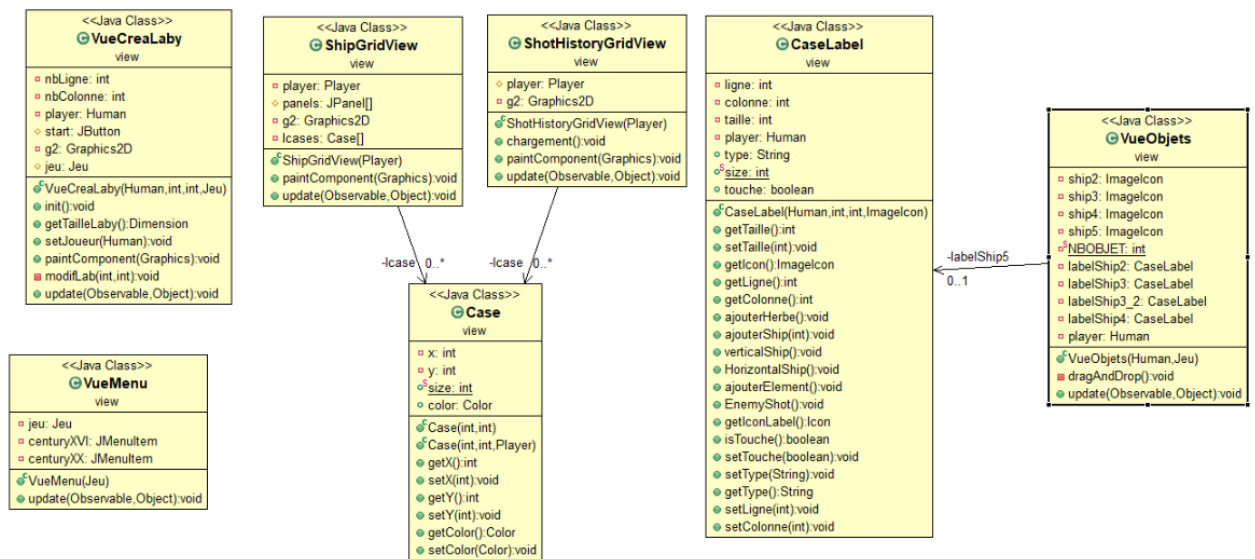 <<Java Class>>
VueCreaLaby
view
nbLigne: int
nbColonne: int
player: Human
start: JButton
g2: Graphics2D
jeu: Jeu
VueCreaLaby(Human,int,int,Jeu)
init():void
getTailleLaby():Dimension
setJoueur(Human):void
paintComponent(Graphics):void
modifLab(int,int):void
update(Observable,Object):void
<<Java Class>>
ShipGridView
view
player: Player
panels: JPanel[]
g2: Graphics2D
lcases: Case[]
ShipGridView(Player)
paintComponent(Graphics):void
update(Observable,Object):void
<<Java Class>>
ShotHistoryGridView
view
player: Player
g2: Graphics2D
ShotHistoryGridView(Player)
chargement():void
paintComponent(Graphics):void
update(Observable,Object):void
<<Java Class>>
CaseLabel
view
ligne: int
colonne: int
taille: int
player: Human
type: String
size: int
touche: boolean
CaseLabel(Human,int,int,ImageIcon)
getTaille():int
setTaille(int):void
getIcon():ImageIcon
getLigne():int
getColonne():int
ajouterHerbe():void
ajouterShip(int):void
verticalShip():void
HorizontalShip():void
ajouterElement():void
EnemyShot():void
getIconLabel():Icon
isTouche():boolean
setTouche(boolean):void
setType(String):void
getType():String
setLigne(int):void
setColonne(int):void
<<Java Class>>
VueObjets
view
ship2: ImageIcon
ship3: ImageIcon
ship4: ImageIcon
ship5: ImageIcon
NBOBJET: int
labelShip2: CaseLabel
labelShip3: CaseLabel
labelShip3_2: CaseLabel
labelShip4: CaseLabel
player: Human
VueObjets(Human,Jeu)
dragAndDrop():void
update(Observable,Object):void
-labelShip5
0..1
-lcase 0..*
-lcase 0..*
<<Java Class>>
Case
view
x: int
y: int
size: int
color: Color
Case(int,int)
Case(int,int,Player)
getX():int
setX(int):void
getY():int
setY(int):void
getColor():Color
setColor(Color):void
<<Java Class>>
VueMenu
view
jeu: Jeu
centuryXVI: JMenuItem
centuryXX: JMenuItem
VueMenu(Jeu)
update(Observable,Object):void